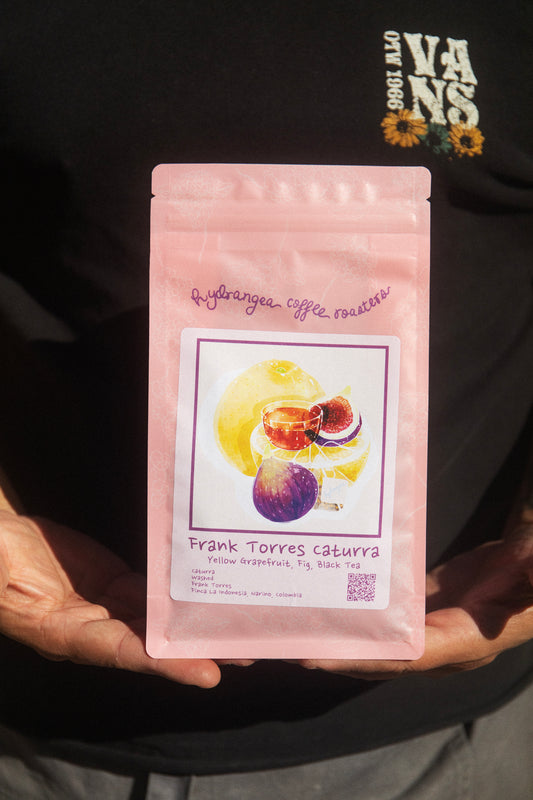 VANS
OTW 1966
hydrangea coffee roasters
Frank Torres Caturra
Yellow Grapefruit, Fig, Black Tea
Caturra
Washed
Frank Torres
Finca La Indonesia, Narino, Colombia